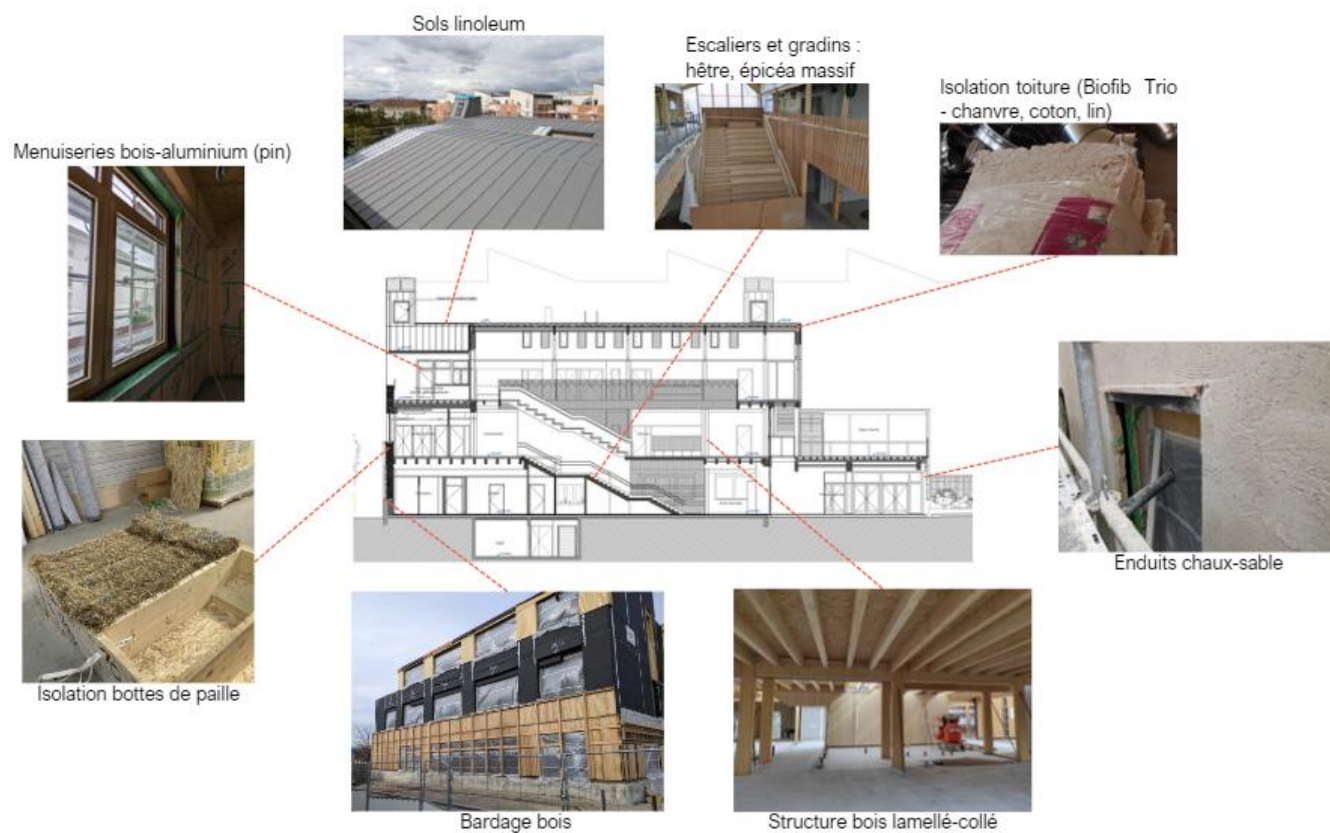 Sols linoleum
Escaliers et gradins :
hêtre, épicéa massif
Isolation toiture (Biofib Trio
- chanvre, coton, lin)
Menuiseries bois-aluminium (pin)
Enduits chaux-sable
Isolation bottes de paille
Bardage bois
Structure bois lamellé-collé